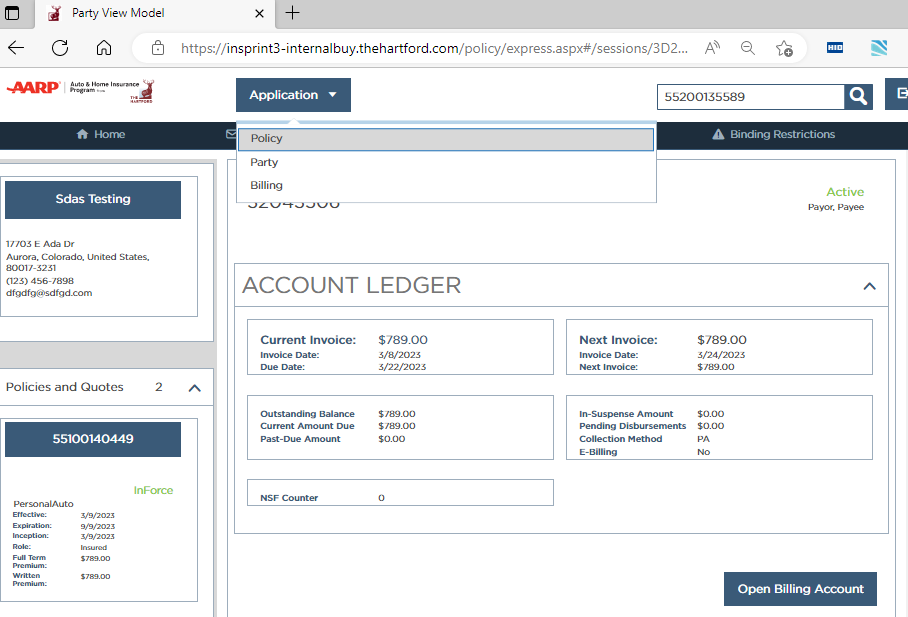 Party View Model
https://insprint3-internalbuy.thehartford.com/policy/express.aspx#/sessions/3D2...
HID
AARP
Auto & Home Insurance
Program from
THE
HARTFORD
Application
55200135589
Home
Binding Restrictions
Policy
Party
Billing
Sdas Testing
17703 E Ada Dr
Aurora, Colorado, United States,
80017-3231
(123) 456-7898
dfgdfg@sdfgd.com
Active
Payor, Payee
ACCOUNT LEDGER
Current Invoice: $789.00
Invoice Date: 3/8/2023
Due Date: 3/22/2023
Next Invoice: $789.00
Invoice Date: 3/24/2023
Next Invoice: $789.00
Outstanding Balance $789.00
Current Amount Due $789.00
Past-Due Amount $0.00
In-Suspense Amount $0.00
Pending Disbursements $0.00
Collection Method PA
E-Billing No
NSF Counter 0
Open Billing Account
Policies and Quotes 2
55100140449
InForce
PersonalAuto
Effective: 3/9/2023
Expiration: 9/9/2023
Inception: 3/9/2023
Role: Insured
Full Term $789.00
Premium:
Written $789.00
Premium: